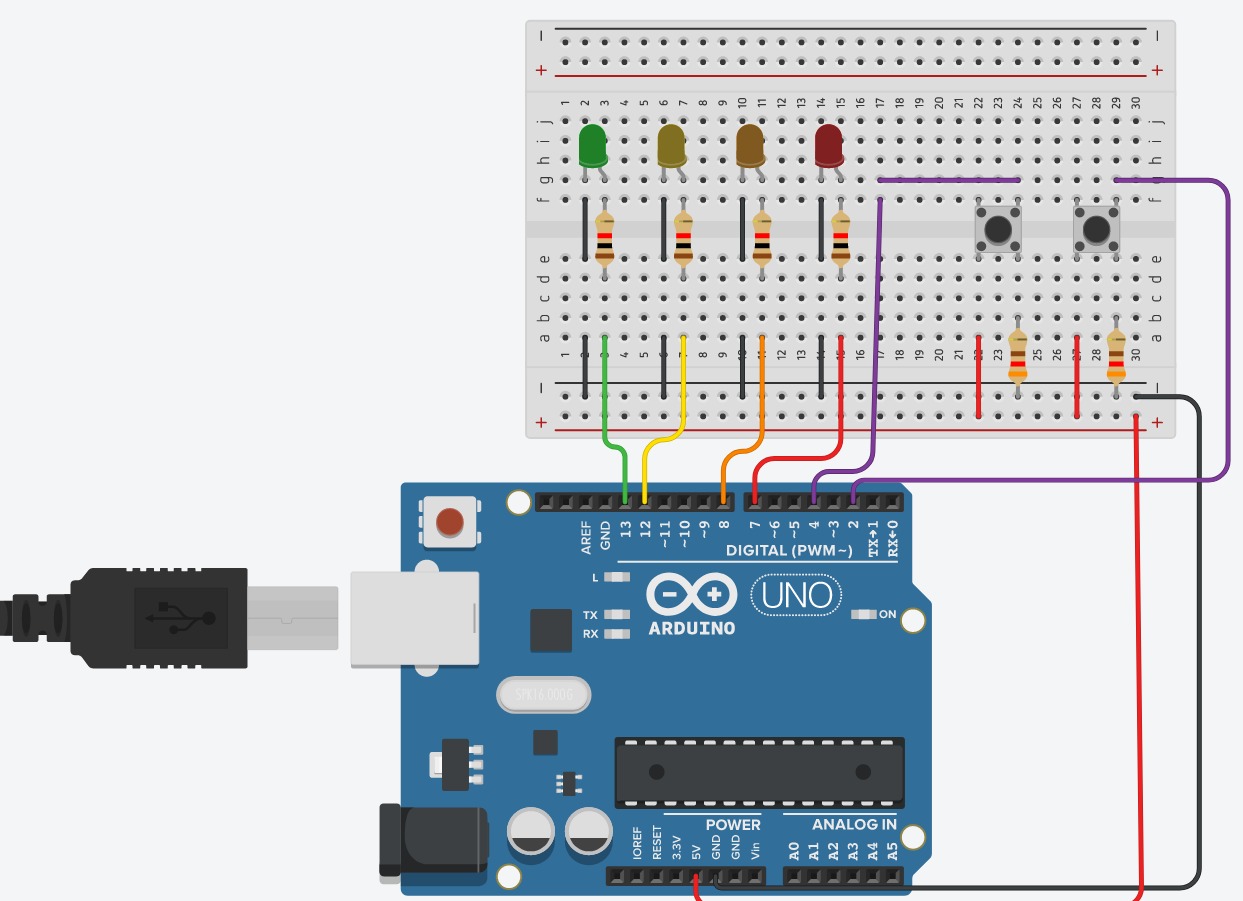 − −
+ +
1 2 3 4 5 6 7 8 9 10 11 12 13 14 15 16 17 18 19 20 21 22 23 24 25 26 27 28 29 30
j j
i i
h h
g g
f f
e e
d d
c c
b b
a a
1 2 3 4 5 6 7 8 9 10 11 12 13 14 15 16 17 18 19 20 21 22 23 24 25 26 27 28 29 30
− −
+ +
AREF GND 13 12 ~11 ~10 ~9 8 7 ~6 ~5 4 ~3 2 TX→1 RX←0
DIGITAL (PWM~)
L
UNO
TX
ON
RX
ARDUINO
SPK16.000G
POWER ANALOG IN
IOREF RESET 3.3V 5V GND GND Vin A0 A1 A2 A3 A4 A5